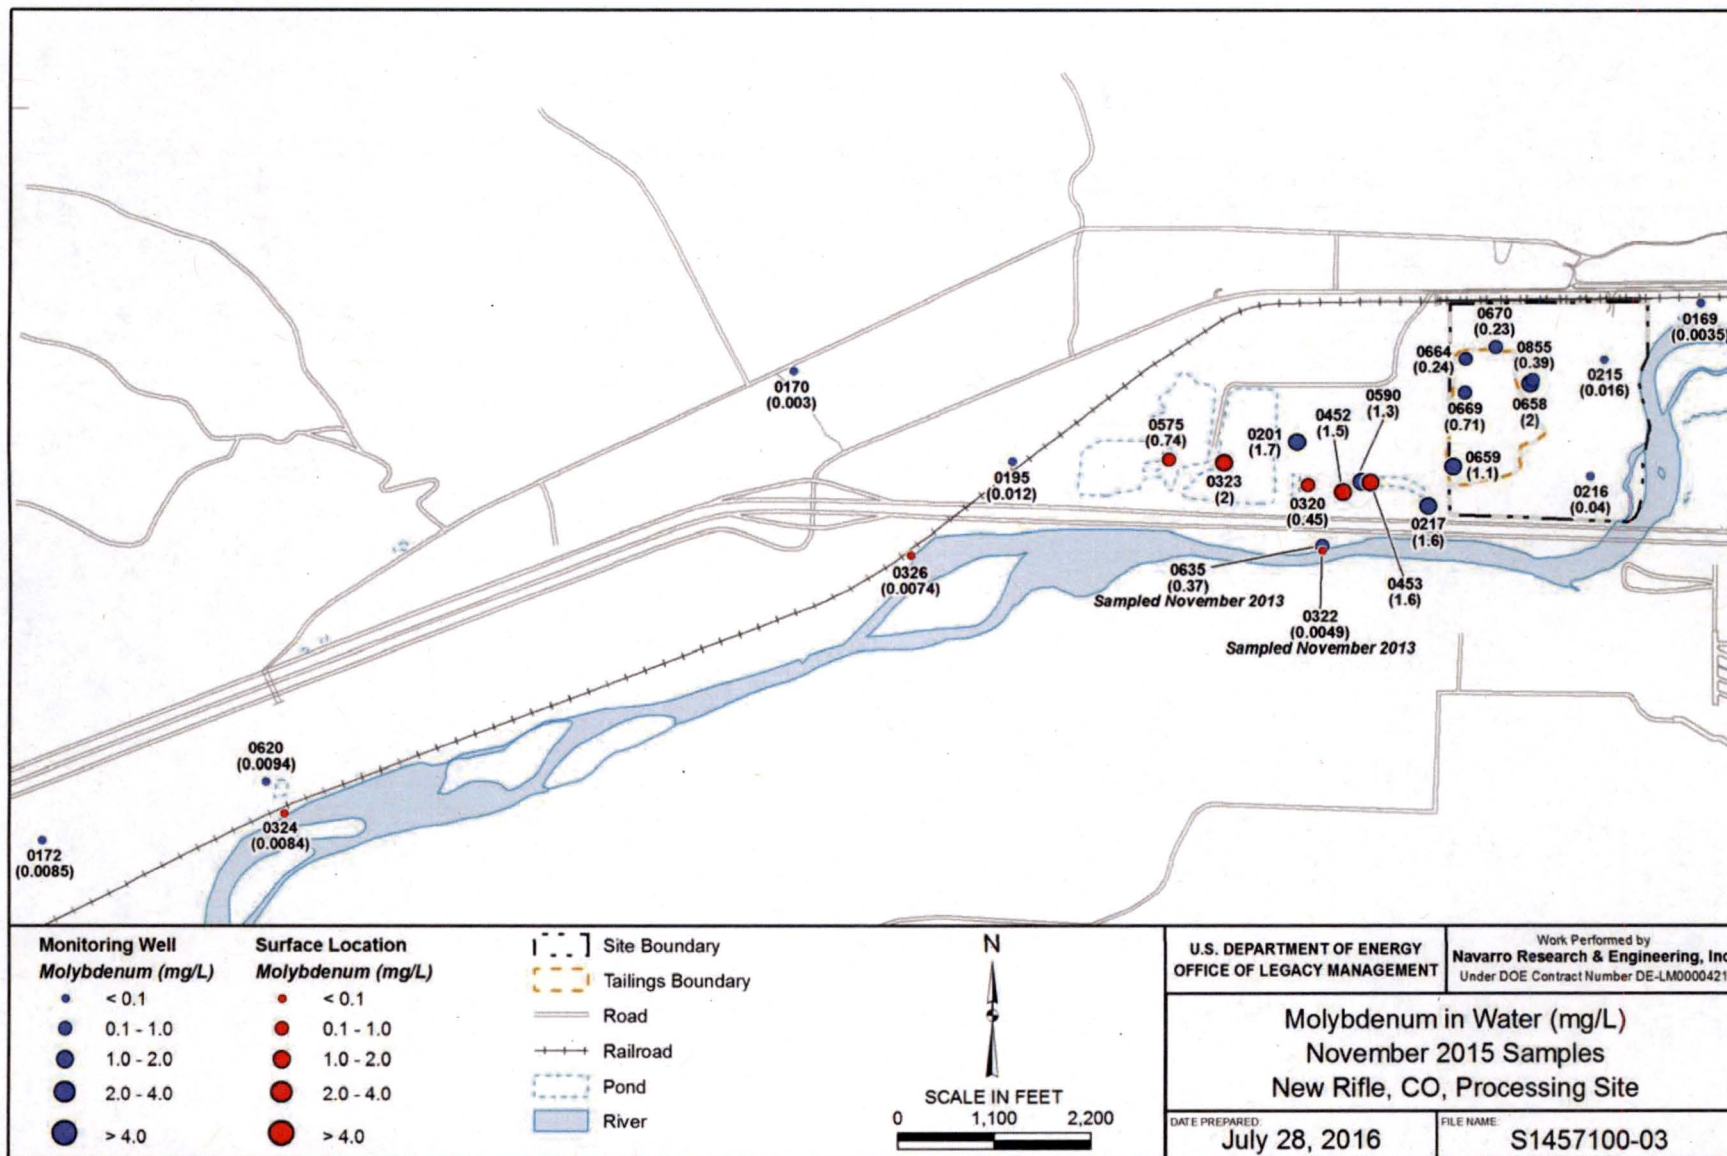 0670
(0.23)
0169
(0.0035)
0664
(0.24)
0855
(0.39)
0215
(0.016)
0170
(0.003)
0590
(1.3)
0669
(0.71)
0658
(2)
0452
(1.5)
0575
(0.74)
0201
(1.7)
0659
(1.1)
0195
(0.012)
0323
(2)
0320
(0.45)
0216
(0.04)
0217
(1.6)
0326
(0.0074)
0635
(0.37)
Sampled November 2013
0453
(1.6)
0322
(0.0049)
Sampled November 2013
0620
(0.0094)
0324
(0.0084)
0172
(0.0085)
Monitoring Well
Molybdenum (mg/L)
< 0.1
0.1 - 1.0
1.0 - 2.0
2.0 - 4.0
> 4.0
Surface Location
Molybdenum (mg/L)
< 0.1
0.1 - 1.0
1.0 - 2.0
2.0 - 4.0
> 4.0
Site Boundary
Tailings Boundary
Road
Railroad
Pond
River
N
SCALE IN FEET
0 1,100 2,200
U.S. DEPARTMENT OF ENERGY
OFFICE OF LEGACY MANAGEMENT
Work Performed by
Navarro Research & Engineering, Inc
Under DOE Contract Number DE-LM0000421
Molybdenum in Water (mg/L)
November 2015 Samples
New Rifle, CO, Processing Site
DATE PREPARED:
July 28, 2016
FILE NAME:
S1457100-03